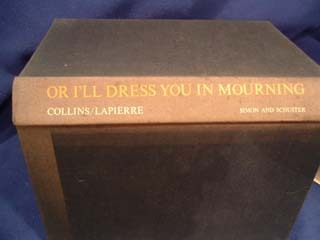 OR I'LL DRESS YOU IN MOURNING
COLLINS/LAPIERRE SIMON AND SCHUSTER